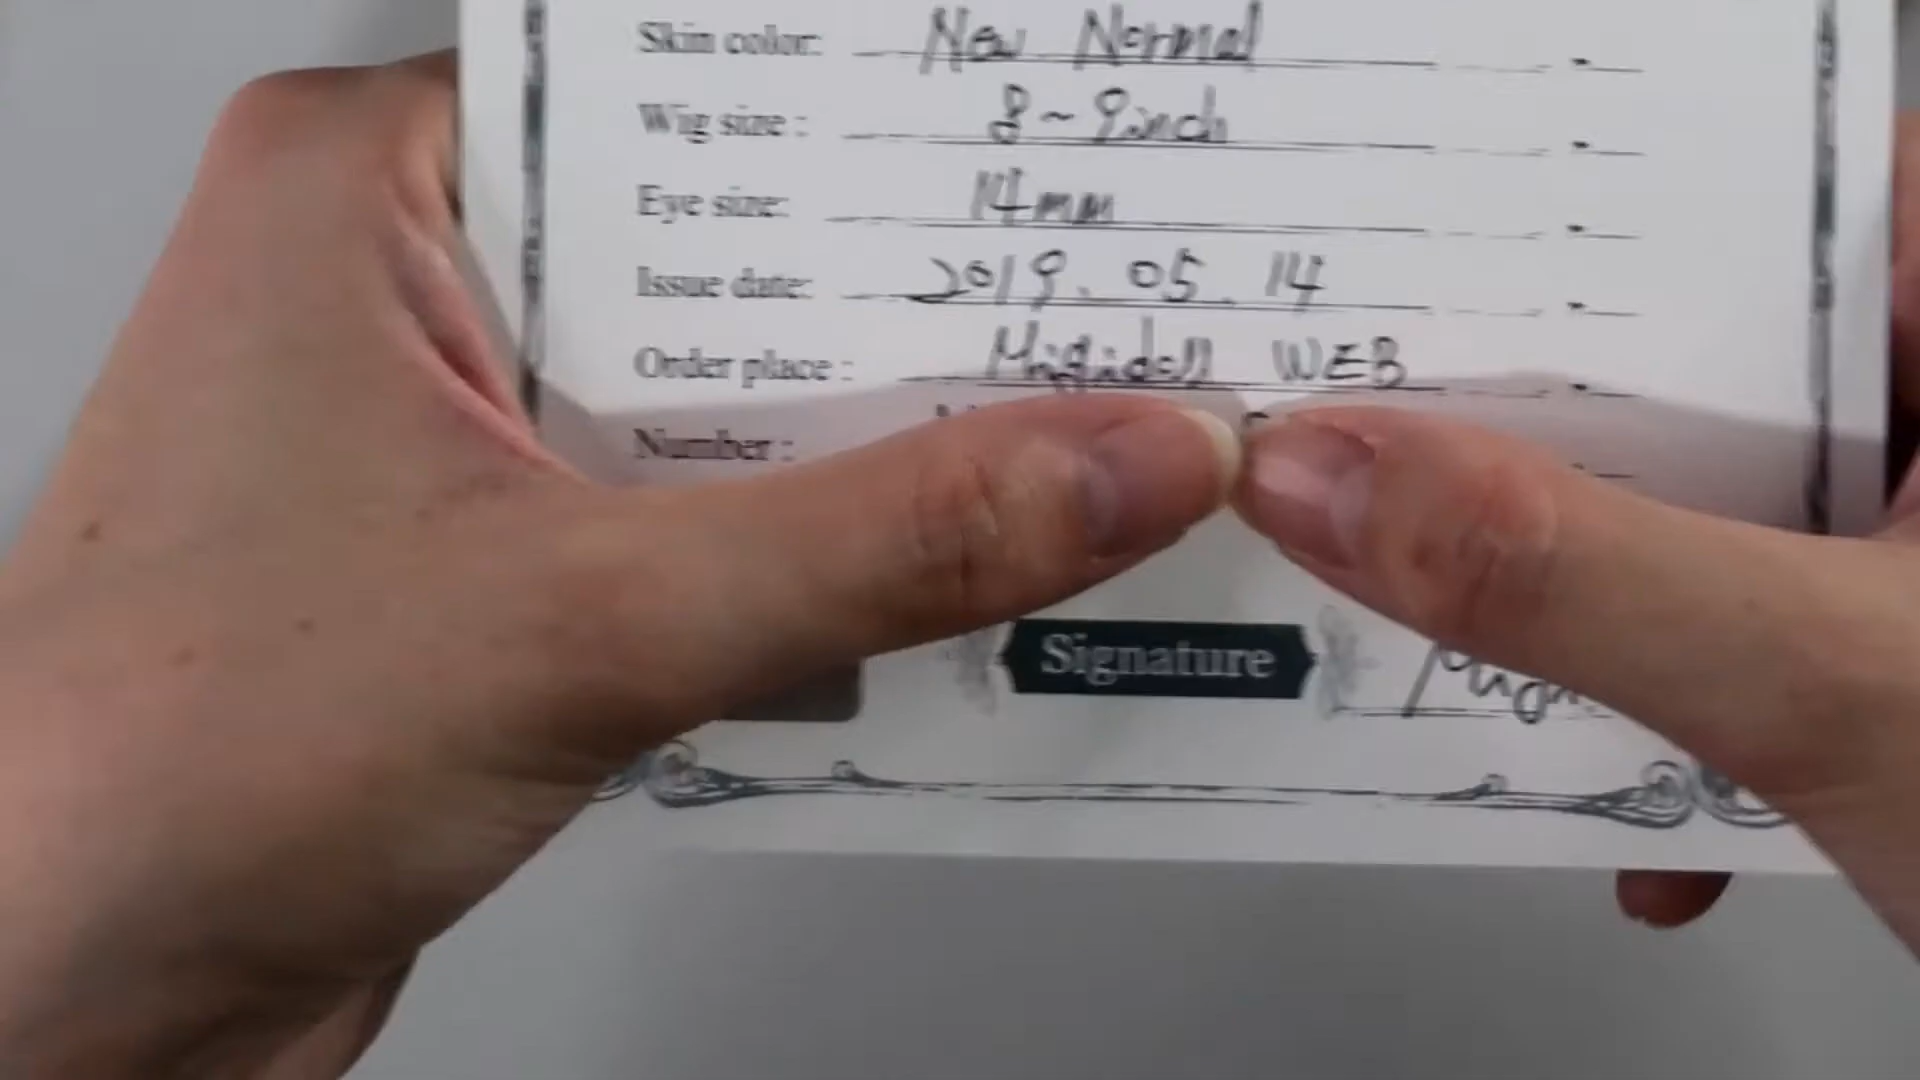 Skin color: New Normal
Wig size : 8~9inch
Eye size: 14mm
Issue date: 2019. 05. 14
Order place : Migidoll WEB
Number :
Signature